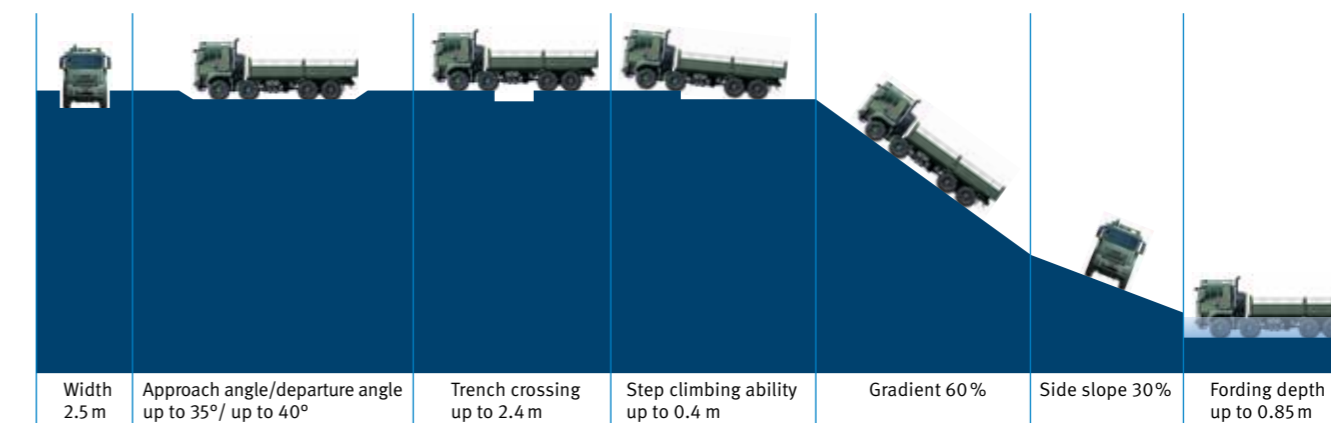 Width
2.5 m
Approach angle/departure angle
up to 35°/ up to 40°
Trench crossing
up to 2.4 m
Step climbing ability
up to 0.4 m
Gradient 60 %
Side slope 30 %
Fording depth
up to 0.85 m